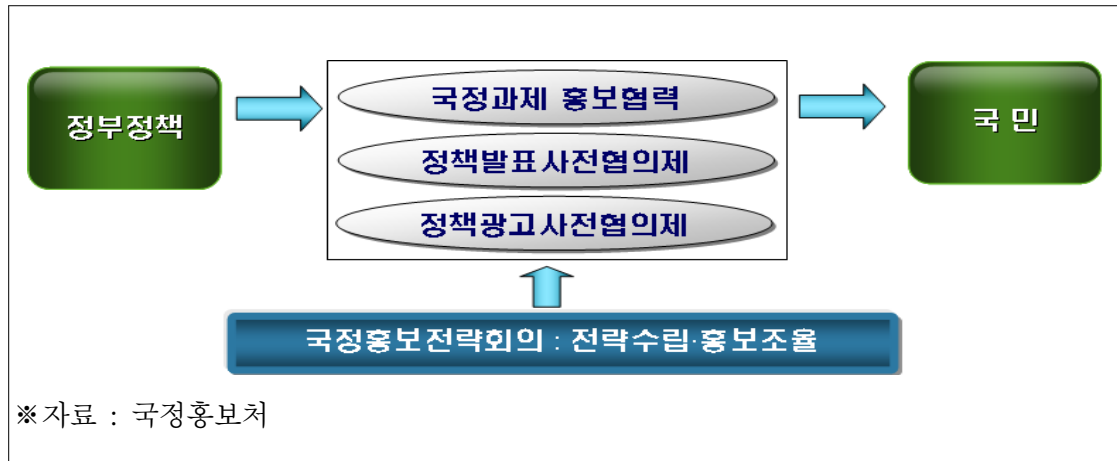 정부정책
국정과제 홍보협력
정책발표사전협의제
정책광고사전협의제
국 민
국정홍보전략회의 : 전략수립·홍보조율
※자료 : 국정홍보처